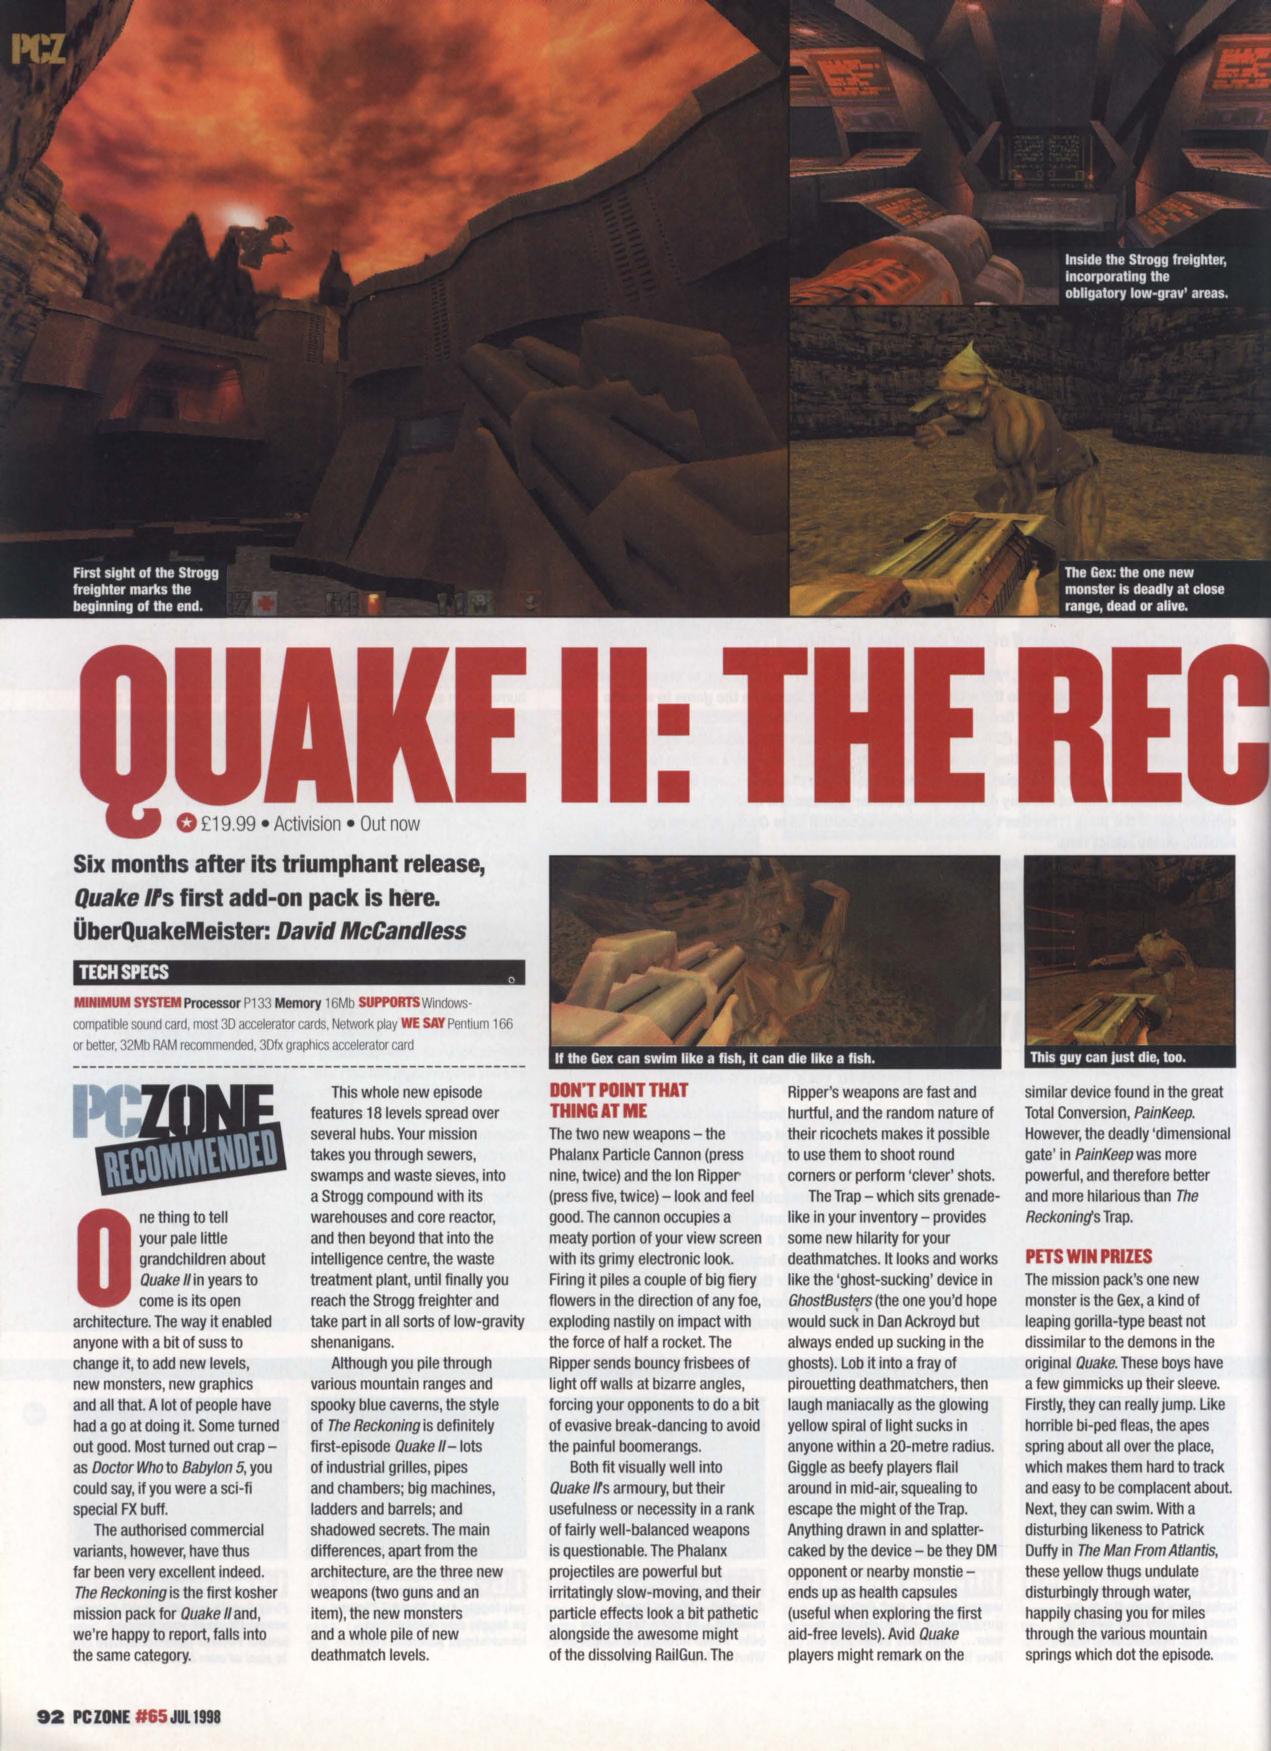 PCZ
Inside the Strogg freighter,
incorporating the
obligatory low-grav' areas.
First sight of the Strogg
freighter marks the
beginning of the end.
The Gex: the one new
monster is deadly at close
range, dead or alive.
QUAKE II: THE REC
£19.99 • Activision • Out now
Six months after its triumphant release,
Quake II's first add-on pack is here.
ÜberQuakeMeister: David McCandless
TECH SPECS
MINIMUM SYSTEM Processor P133 Memory 16Mb SUPPORTS Windows-
compatible sound card, most 3D accelerator cards, Network play WE SAY Pentium 166
or better, 32Mb RAM recommended, 3Dfx graphics accelerator card
If the Gex can swim like a fish, it can die like a fish.
This guy can just die, too.
PCZONE
RECOMMENDED
One thing to tell
your pale little
grandchildren about
Quake II in years to
come is its open
architecture. The way it enabled
anyone with a bit of suss to
change it, to add new levels,
new monsters, new graphics
and all that. A lot of people have
had a go at doing it. Some turned
out good. Most turned out crap –
as Doctor Who to Babylon 5, you
could say, if you were a sci-fi
special FX buff.
The authorised commercial
variants, however, have thus
far been very excellent indeed.
The Reckoning is the first kosher
mission pack for Quake II and,
we're happy to report, falls into
the same category.
This whole new episode
features 18 levels spread over
several hubs. Your mission
takes you through sewers,
swamps and waste sieves, into
a Strogg compound with its
warehouses and core reactor,
and then beyond that into the
intelligence centre, the waste
treatment plant, until finally you
reach the Strogg freighter and
take part in all sorts of low-gravity
shenanigans.
Although you pile through
various mountain ranges and
spooky blue caverns, the style
of The Reckoning is definitely
first-episode Quake II – lots
of industrial grilles, pipes
and chambers; big machines,
ladders and barrels; and
shadowed secrets. The main
differences, apart from the
architecture, are the three new
weapons (two guns and an
item), the new monsters
and a whole pile of new
deathmatch levels.
DON'T POINT THAT
THING AT ME
The two new weapons – the
Phalanx Particle Cannon (press
nine, twice) and the Ion Ripper
(press five, twice) – look and feel
good. The cannon occupies a
meaty portion of your view screen
with its grimy electronic look.
Firing it piles a couple of big fiery
flowers in the direction of any foe,
exploding nastily on impact with
the force of half a rocket. The
Ripper sends bouncy frisbees of
light off walls at bizarre angles,
forcing your opponents to do a bit
of evasive break-dancing to avoid
the painful boomerangs.
Both fit visually well into
Quake II's armoury, but their
usefulness or necessity in a rank
of fairly well-balanced weapons
is questionable. The Phalanx
projectiles are powerful but
irritatingly slow-moving, and their
particle effects look a bit pathetic
alongside the awesome might
of the dissolving RailGun. The
Ripper's weapons are fast and
hurtful, and the random nature of
their ricochets makes it possible
to use them to shoot round
corners or perform 'clever' shots.
The Trap – which sits grenade-
like in your inventory – provides
some new hilarity for your
deathmatches. It looks and works
like the 'ghost-sucking' device in
GhostBusters (the one you'd hope
would suck in Dan Ackroyd but
always ended up sucking in the
ghosts). Lob it into a fray of
pirouetting deathmatchers, then
laugh maniacally as the glowing
yellow spiral of light sucks in
anyone within a 20-metre radius.
Giggle as beefy players flail
around in mid-air, squealing to
escape the might of the Trap.
Anything drawn in and splatter-
caked by the device – be they DM
opponent or nearby monstie –
ends up as health capsules
(useful when exploring the first
aid-free levels). Avid Quake
players might remark on the
similar device found in the great
Total Conversion, PainKeep.
However, the deadly 'dimensional
gate' in PainKeep was more
powerful, and therefore better
and more hilarious than The
Reckoning's Trap.
PETS WIN PRIZES
The mission pack's one new
monster is the Gex, a kind of
leaping gorilla-type beast not
dissimilar to the demons in the
original Quake. These boys have
a few gimmicks up their sleeve.
Firstly, they can really jump. Like
horrible bi-ped fleas, the apes
spring about all over the place,
which makes them hard to track
and easy to be complacent about.
Next, they can swim. With a
disturbing likeness to Patrick
Duffy in The Man From Atlantis,
these yellow thugs undulate
disturbingly through water,
happily chasing you for miles
through the various mountain
springs which dot the episode.
92 PC ZONE #65 JUL 1998